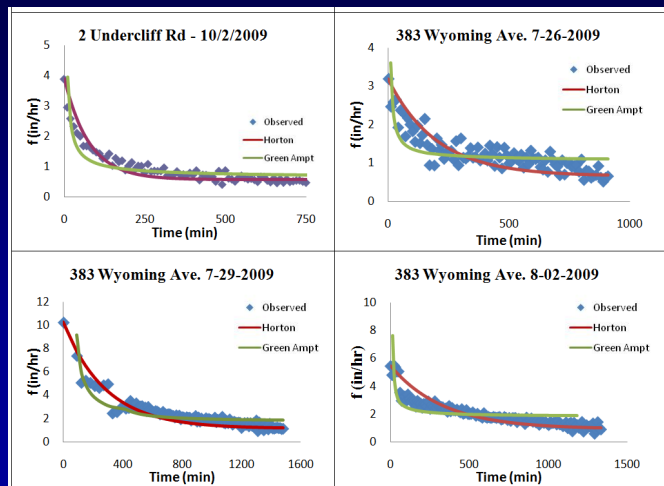 2 Undercliff Rd - 10/2/2009
f (in/hr)
5
4
3
2
1
0
Observed
Horton
Green Ampt
0 250 500 750
Time (min)
383 Wyoming Ave. 7-26-2009
f (in/hr)
4
3
2
1
0
Observed
Horton
Green Ampt
0 500 1000
Time (min)
383 Wyoming Ave. 7-29-2009
f (in/hr)
12
10
8
6
4
2
0
Observed
Horton
Green Ampt
0 400 800 1200 1600
Time (min)
383 Wyoming Ave. 8-02-2009
f (in/hr)
10
8
6
4
2
0
Observed
Horton
Green Ampt
0 500 1000 1500
Time (min)